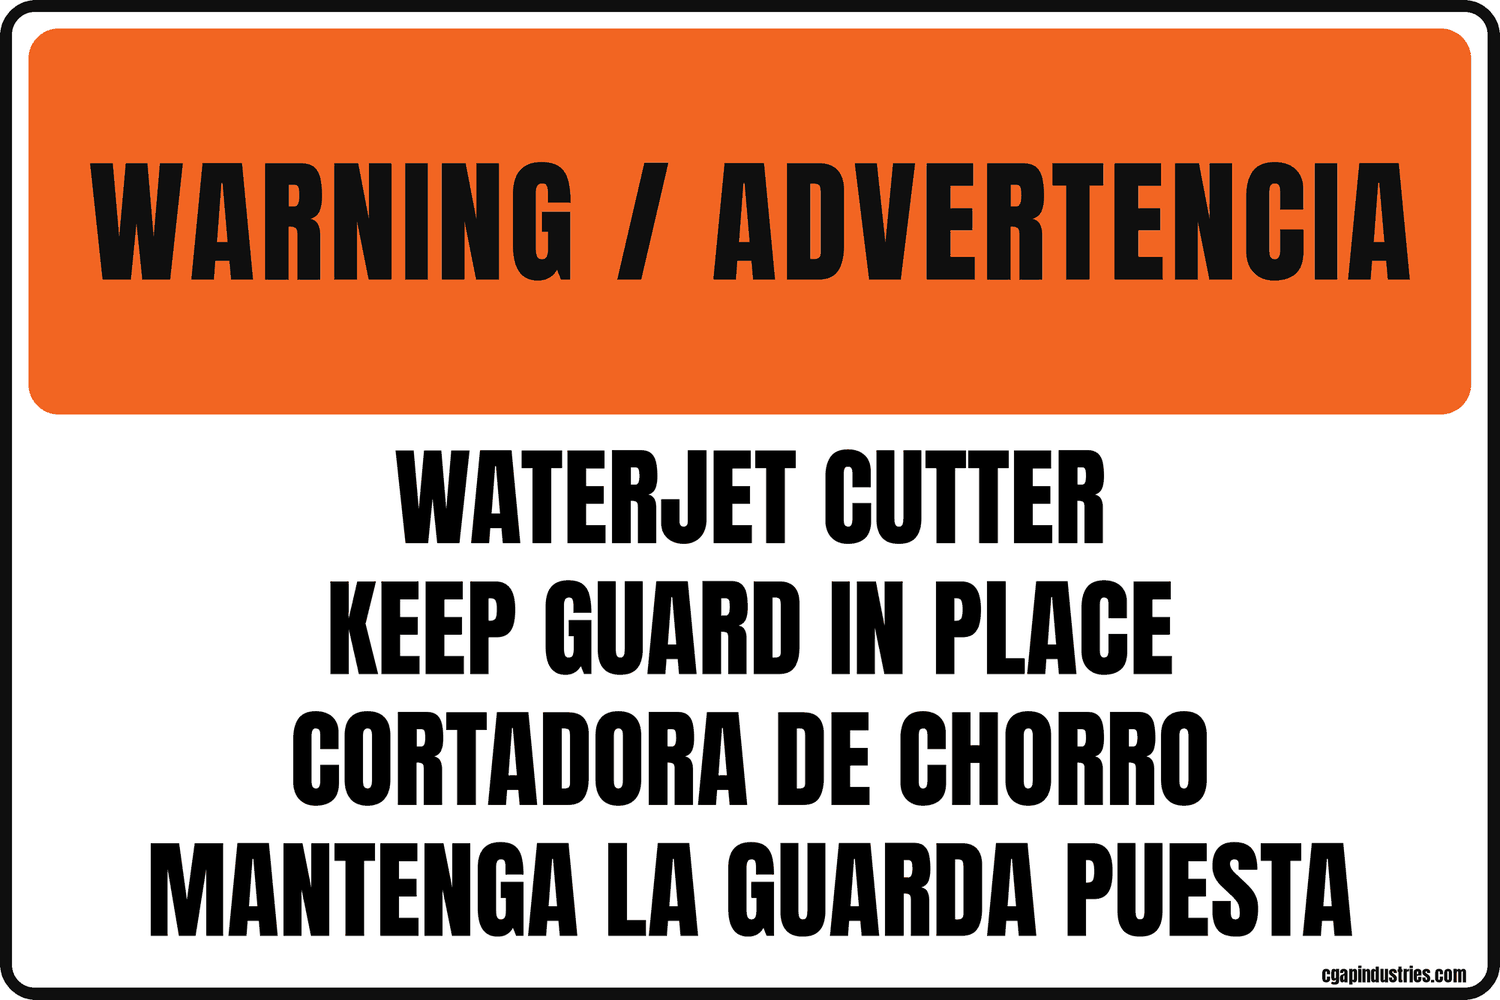 WARNING / ADVERTENCIA
WATERJET CUTTER
KEEP GUARD IN PLACE
CORTADORA DE CHORRO
MANTENGA LA GUARDA PUESTA
cgapindustries.com